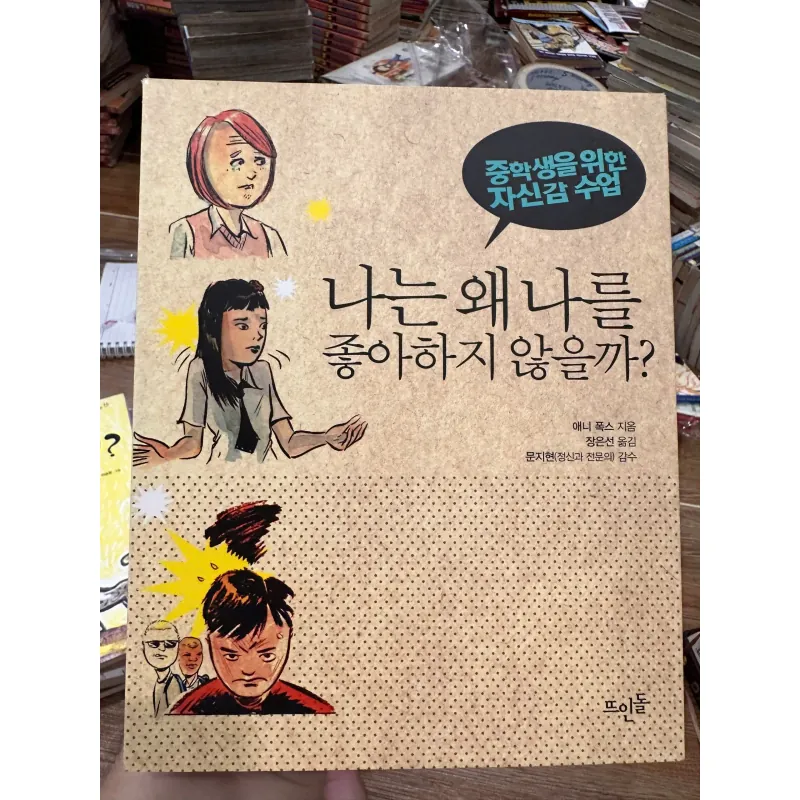 중학생을 위한
자신감 수업
나는 왜 나를
좋아하지 않을까?
애니 폭스 지음
장은선 옮김
문지현(정신과 전문의) 감수
뜨인돌
?